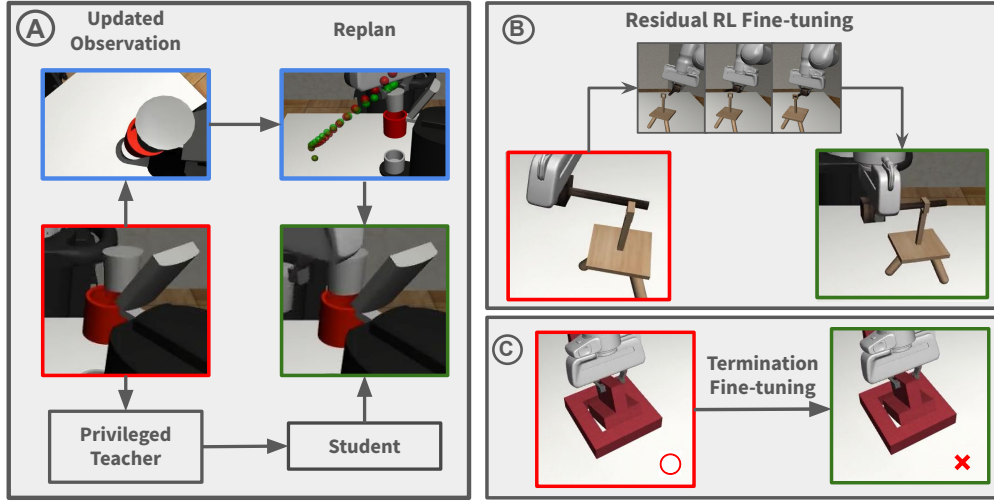 A
Updated
Observation
Replan
Privileged
Teacher
Student
B
Residual RL Fine-tuning
C
Termination
Fine-tuning